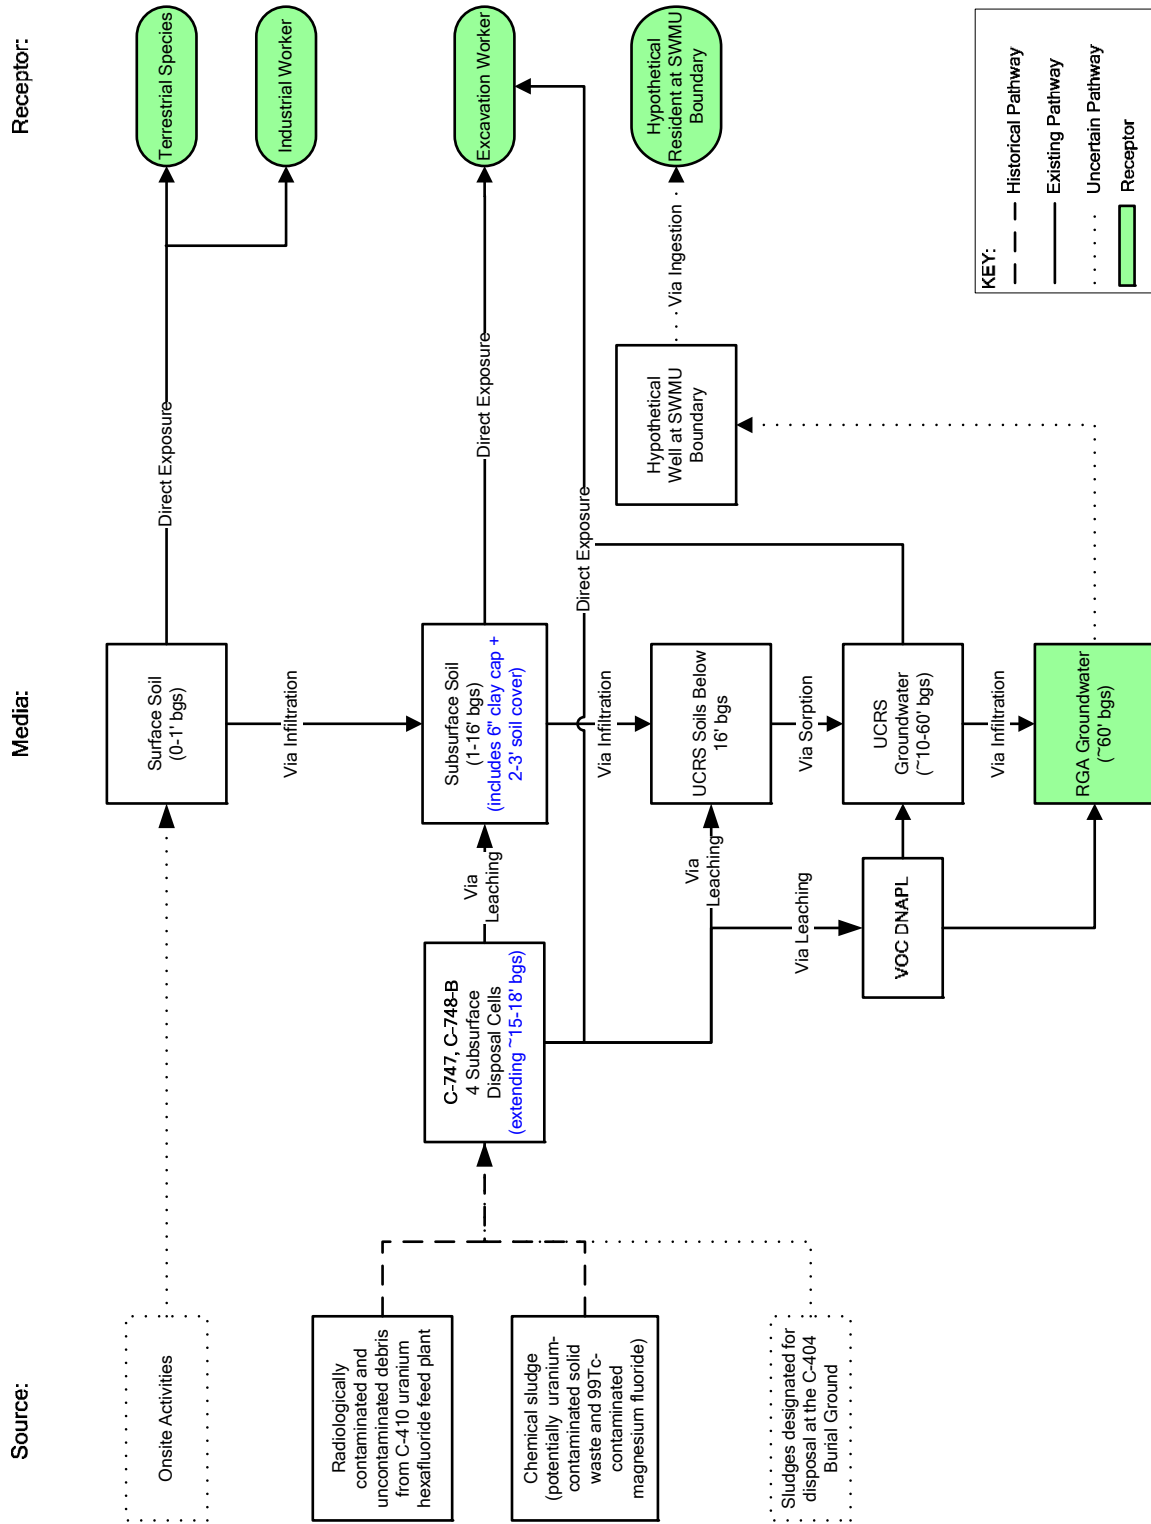 Source:
Media:
Receptor:
Onsite Activities
Surface Soil
(0-1' bgs)
Direct Exposure
Terrestrial Species
Industrial Worker
Via Infiltration
Radiologically
contaminated and
uncontaminated debris
from C-410 uranium
hexafluoride feed plant
Chemical sludge
(potentially uranium-
contaminated solid
waste and 99Tc-
contaminated
magnesium fluoride)
Sludges designated for
disposal at the C-404
Burial Ground
C-747, C-748-B
4 Subsurface
Disposal Cells
(extending ~15-18' bgs)
Via
Leaching
Subsurface Soil
(1-16' bgs)
(includes 6" clay cap +
2-3' soil cover)
Direct Exposure
Excavation Worker
Direct Exposure
Via Infiltration
Via
Leaching
UCRS Soils Below
16' bgs
Via Sorption
Via Leaching
VOC DNAPL
UCRS
Groundwater
(~10-60' bgs)
Via Infiltration
RGA Groundwater
(~60' bgs)
Hypothetical
Well at SWMU
Boundary
Via Ingestion
Hypothetical
Resident at SWMU
Boundary
KEY:
Historical Pathway
Existing Pathway
Uncertain Pathway
Receptor